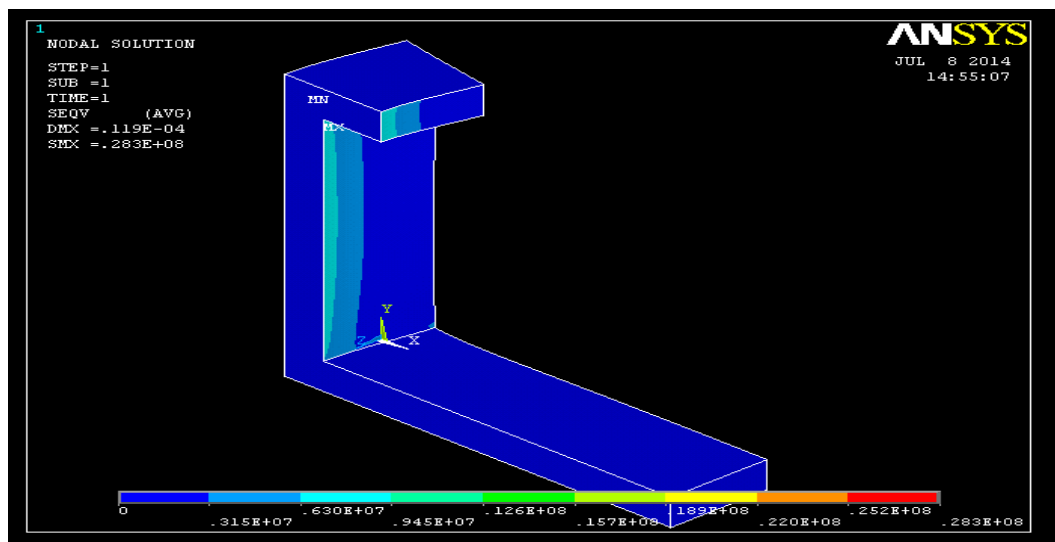 1
NODAL SOLUTION
STEP=1
SUB =1
TIME=1
SEQV (AVG)
DMX =.119E-04
SMX =.283E+08
ANSYS
JUL 8 2014
14:55:07
MN
MX
Y
Z X
0 .630E+07 .126E+08 .189E+08 .252E+08
.315E+07 .945E+07 .157E+08 .220E+08 .283E+08